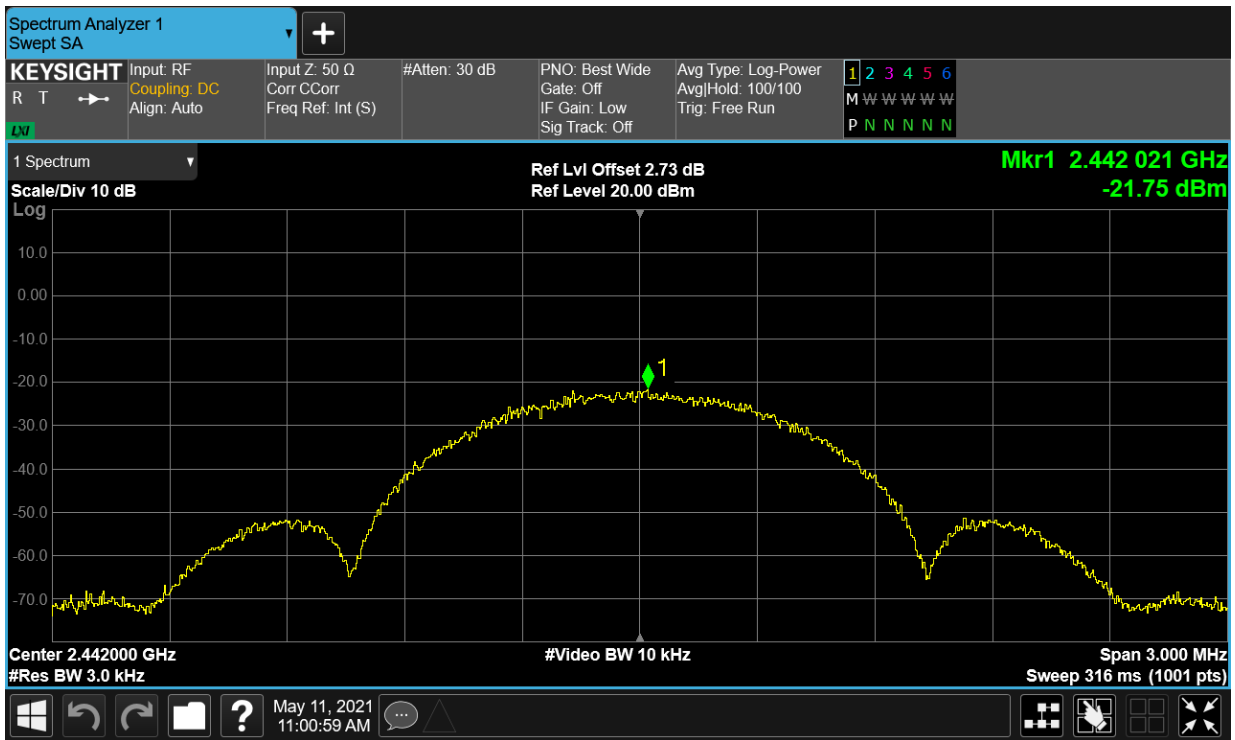 Spectrum Analyzer 1
Swept SA
+
KEYSIGHT
R T
LXI
Input: RF
Coupling: DC
Align: Auto
Input Z: 50 Ω
Corr CCorr
Freq Ref: Int (S)
#Atten: 30 dB
PNO: Best Wide
Gate: Off
IF Gain: Low
Sig Track: Off
Avg Type: Log-Power
Avg|Hold: 100/100
Trig: Free Run
1 2 3 4 5 6
M W W W W W
P N N N N N
1 Spectrum
Scale/Div 10 dB
Log
Ref Lvl Offset 2.73 dB
Ref Level 20.00 dBm
Mkr1 2.442 021 GHz
-21.75 dBm
10.0
0.00
-10.0
1
-20.0
-30.0
-40.0
-50.0
-60.0
-70.0
Center 2.442000 GHz
#Res BW 3.0 kHz
#Video BW 10 kHz
Span 3.000 MHz
Sweep 316 ms (1001 pts)
?
May 11, 2021
11:00:59 AM